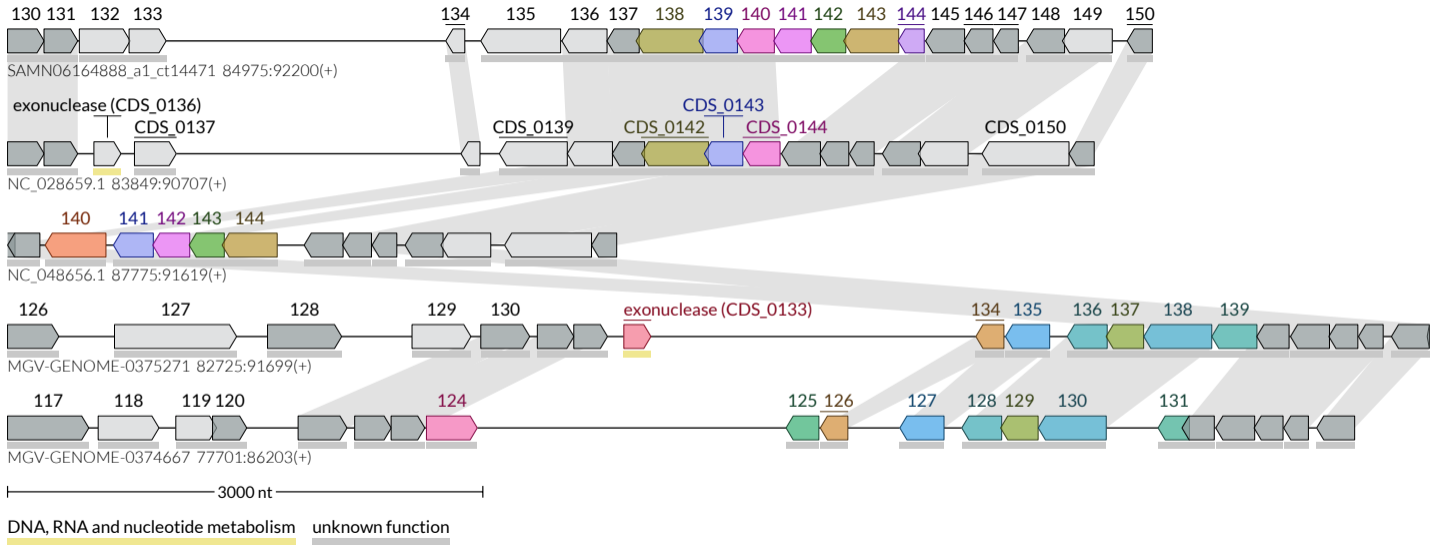 130 131 132 133 134 135 136 137 138 139 140 141 142 143 144 145 146 147 148 149 150
SAMN06164888_a1_ct14471 84975:92200(+)
exonuclease (CDS_0136) CDS_0143
CDS_0137 CDS_0139 CDS_0142 CDS_0144 CDS_0150
NC_028659.1 83849:90707(+)
140 141 142 143 144
NC_048656.1 87775:91619(+)
126 127 128 129 130 exonuclease (CDS_0133) 134 135 136 137 138 139
MGV-GENOME-0375271 82725:91699(+)
117 118 119 120 124 125 126 127 128 129 130 131
MGV-GENOME-0374667 77701:86203(+)
3000 nt
DNA, RNA and nucleotide metabolism unknown function